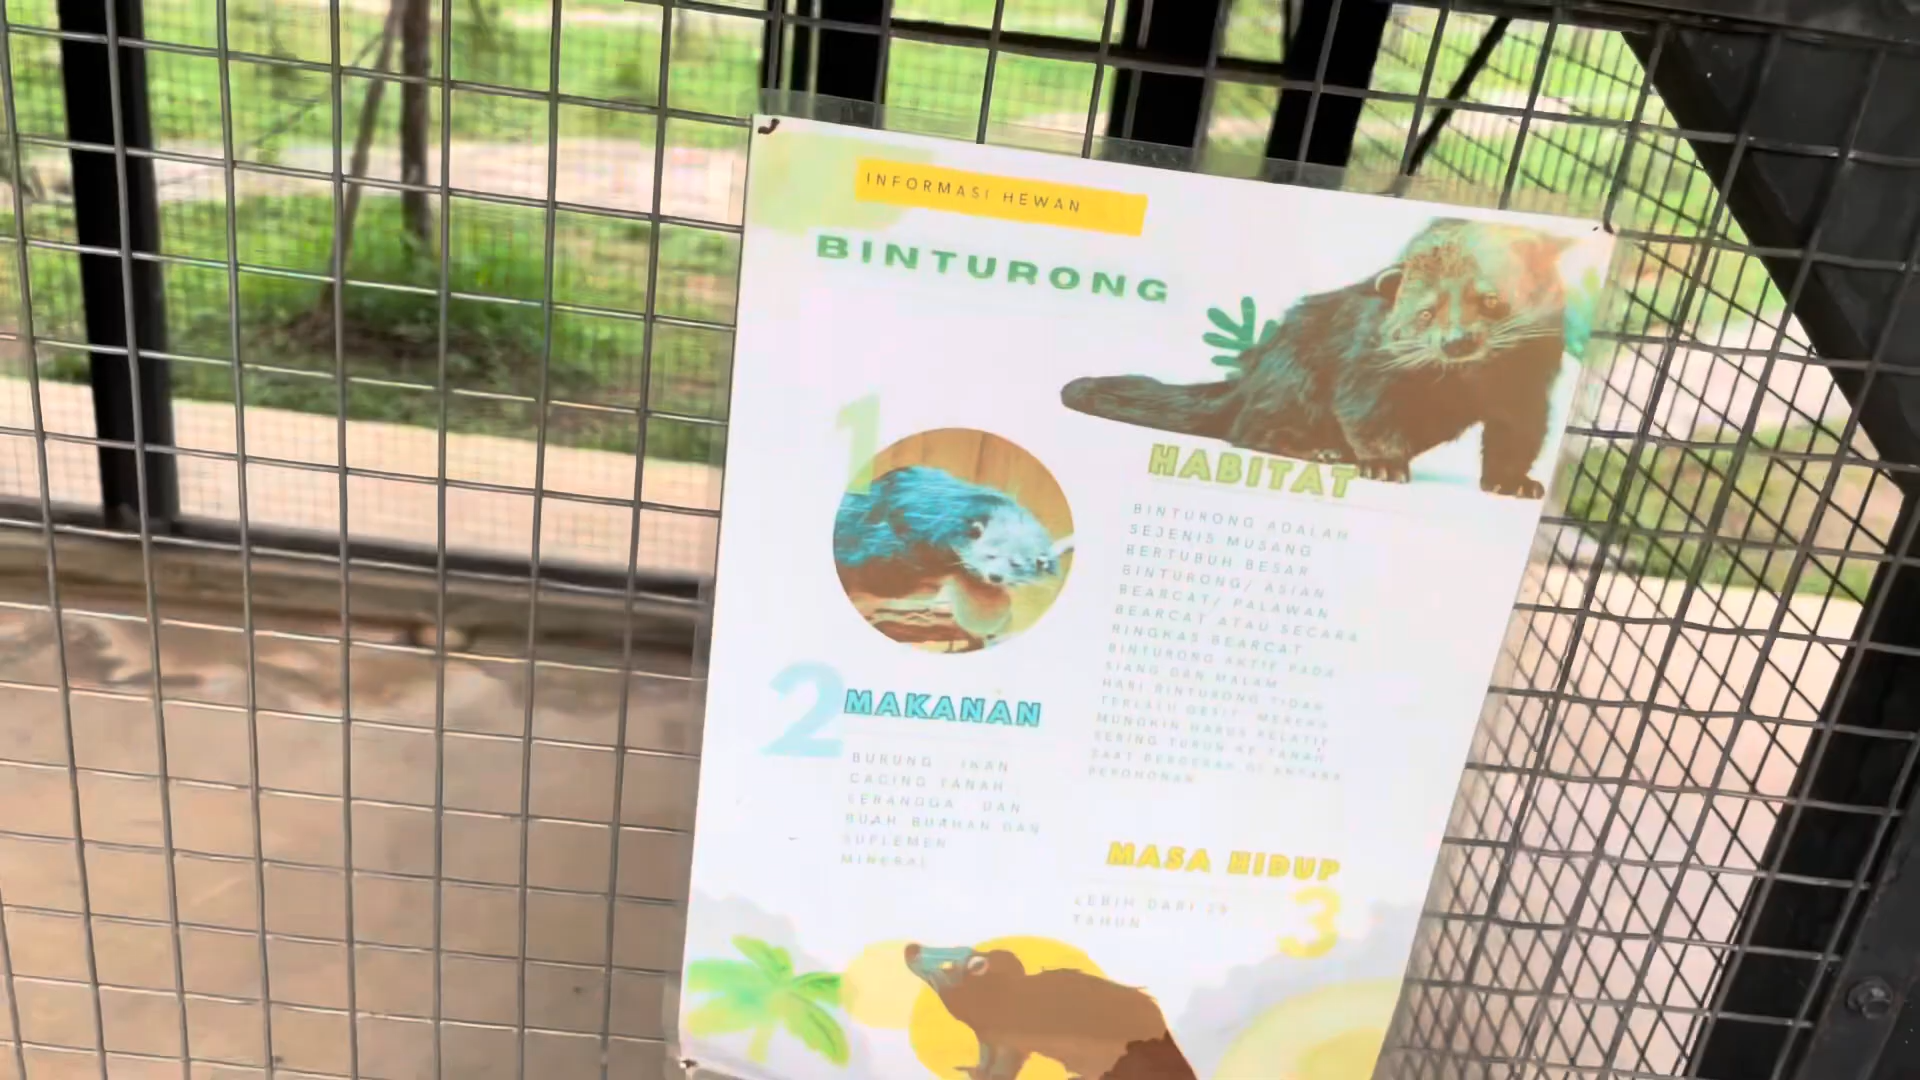 INFORMASI HEWAN
BINTURONG
1
HABITAT
BINTURONG ADALAH
SEJENIS MUSANG
BERTUBUH BESAR
BINTURONG/ ASIAN
BEARCAT/ PALAWAN
BEARCAT ATAU SECARA
RINGKAS BEARCAT
BINTURONG AKTIF PADA
SIANG DAN MALAM
HARI BINTURONG TIDAK
TERLALU GESIT, MEREKA
MUNGKIN HARUS RELATIF
SERING TURUN KE TANAH
SAAT BERGERAK DI ANTARA
PEPOHONAN
2
MAKANAN
BURUNG IKAN
CACING TANAH
SERANGGA DAN
BUAH BUAHAN DAN
SUPLEMEN
MINERAL
MASA HIDUP
3
LEBIH DARI
TAHUN